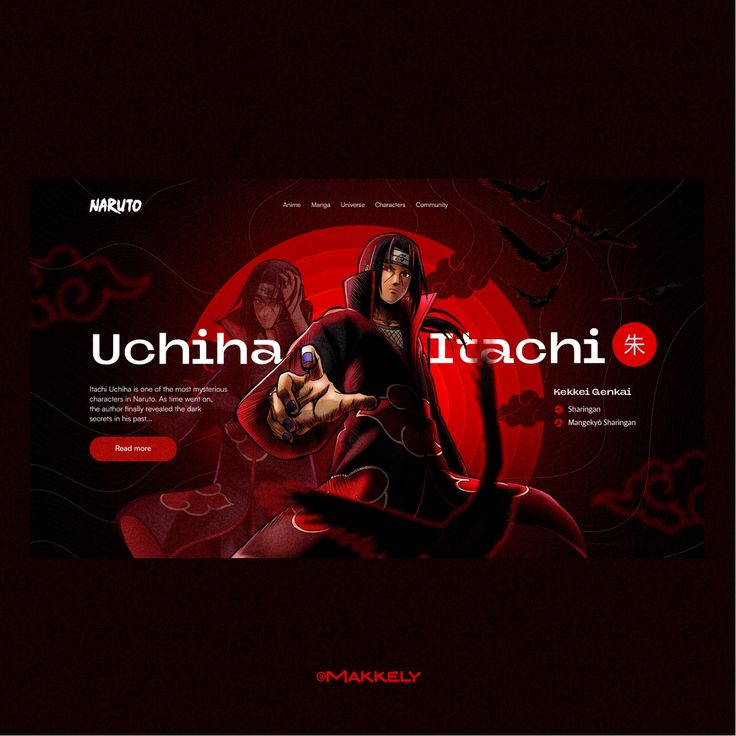 NARUTO
Anime Manga Universe Characters Community
Uchiha Itachi 朱
Itachi Uchiha is one of the most mysterious
characters in Naruto. As time went on,
the author finally revealed the dark
secrets in his past...
Read more
Kekkei Genkai
Sharingan
Mangekyō Sharingan
@MAKKELY